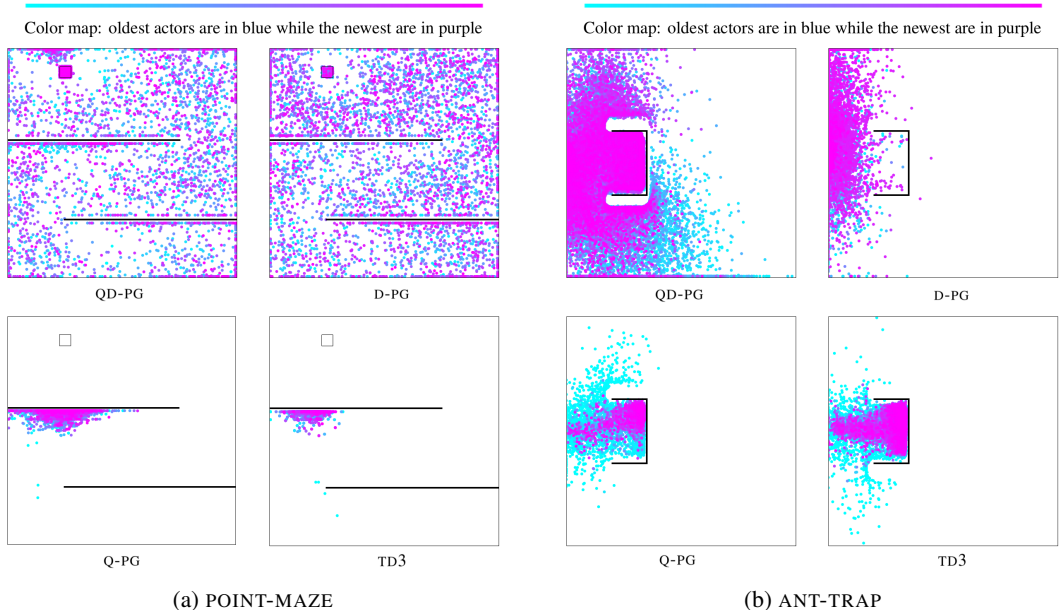 Color map: oldest actors are in blue while the newest are in purple
QD-PG
D-PG
Q-PG
TD3
(a) POINT-MAZE
Color map: oldest actors are in blue while the newest are in purple
QD-PG
D-PG
Q-PG
TD3
(b) ANT-TRAP